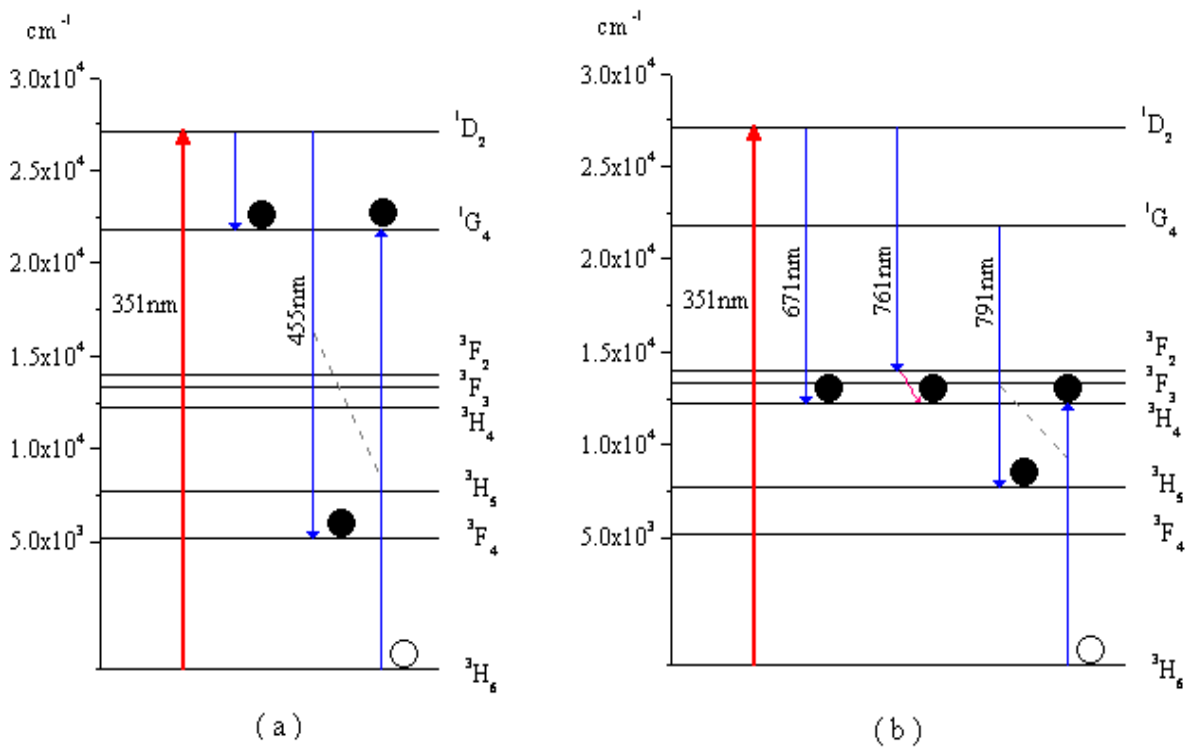 cm⁻¹
3.0x10⁴
¹D₂
2.5x10⁴
¹G₄
2.0x10⁴
351nm
455nm
³F₂
1.5x10⁴
³F₃
³H₄
1.0x10⁴
³H₅
³F₄
5.0x10³
³H₆
( a )
cm⁻¹
3.0x10⁴
¹D₂
2.5x10⁴
¹G₄
2.0x10⁴
351nm
671nm
761nm
791nm
³F₂
1.5x10⁴
³F₃
³H₄
1.0x10⁴
³H₅
³F₄
5.0x10³
³H₆
( b )